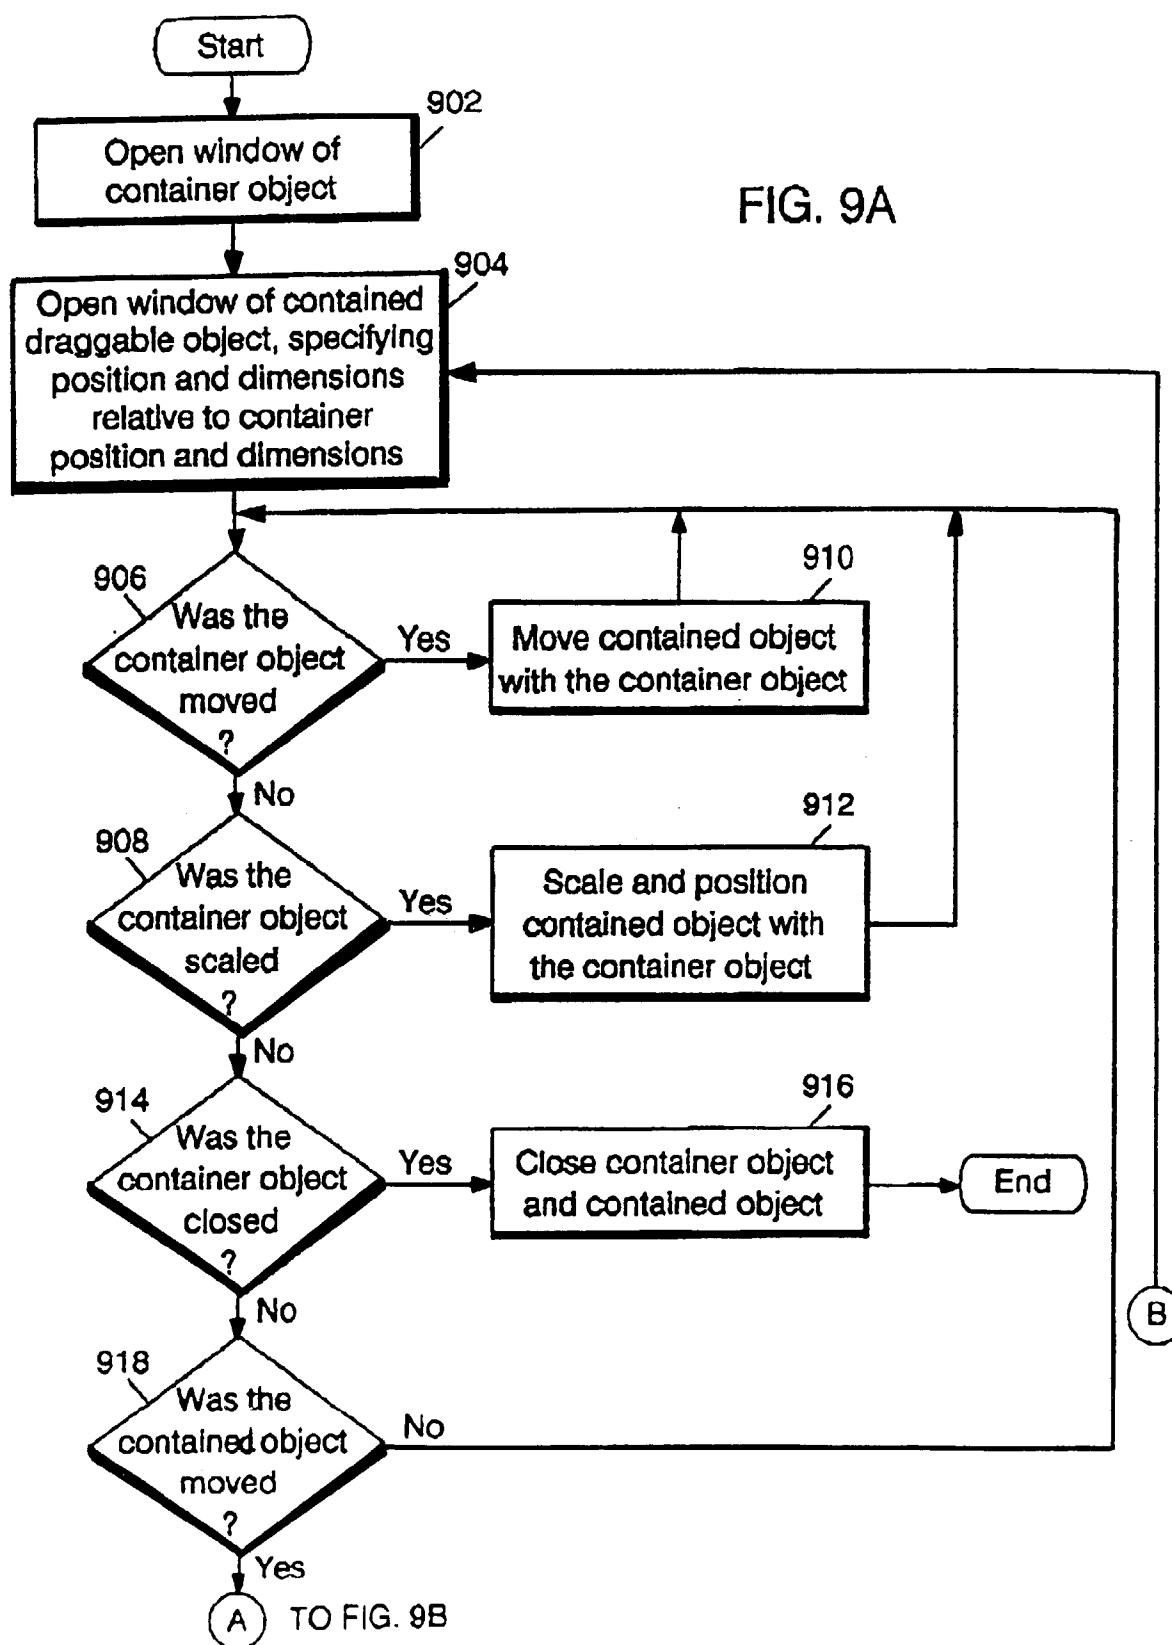 Start
902
Open window of
container object
FIG. 9A
904
Open window of contained
draggable object, specifying
position and dimensions
relative to container
position and dimensions
906
Was the
container object
moved
?
Yes
910
Move contained object
with the container object
No
908
Was the
container object
scaled
?
Yes
912
Scale and position
contained object with
the container object
No
914
Was the
container object
closed
?
Yes
916
Close container object
and contained object
End
No
B
918
Was the
contained object
moved
?
No
Yes
A TO FIG. 9B